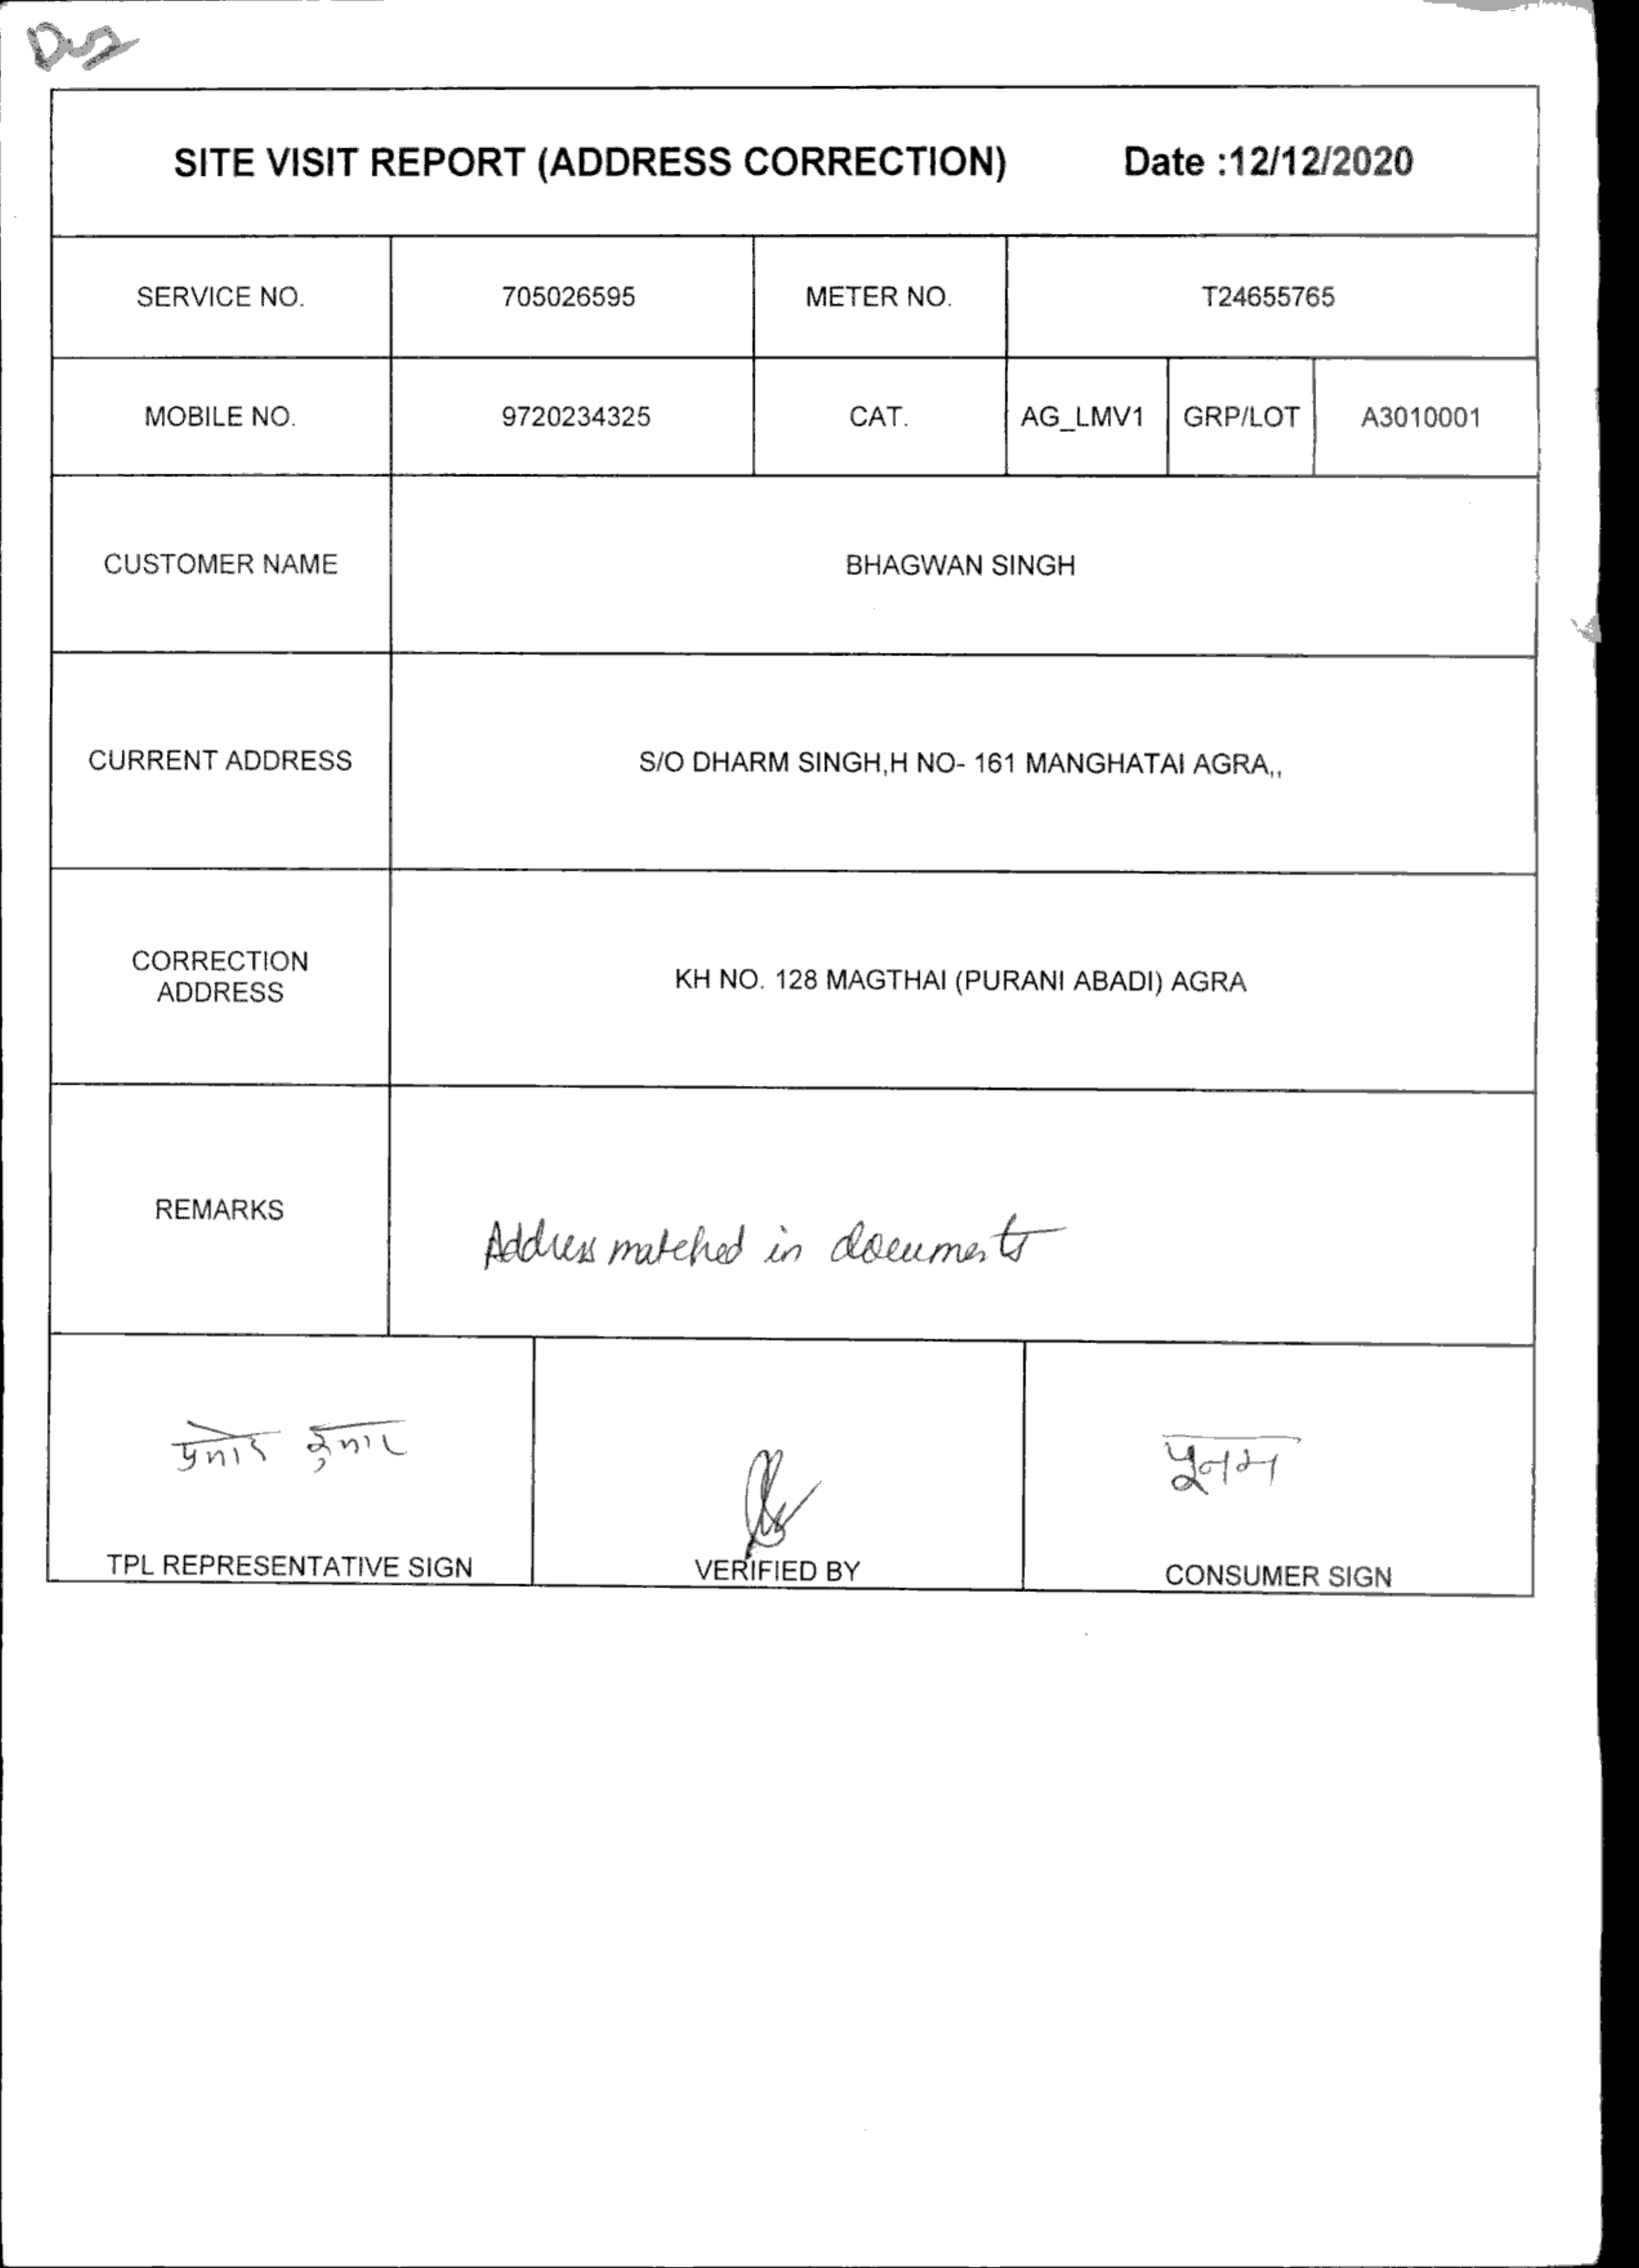 SITE VISIT REPORT (ADDRESS CORRECTION) Date :12/12/2020
SERVICE NO. 705026595 METER NO. T24655765
MOBILE NO. 9720234325 CAT. AG_LMV1 GRP/LOT A3010001
CUSTOMER NAME BHAGWAN SINGH
CURRENT ADDRESS S/O DHARM SINGH,H NO- 161 MANGHATAI AGRA,,
CORRECTION
ADDRESS
KH NO. 128 MAGTHAI (PURANI ABADI) AGRA
REMARKS
Address matched in documents
पूनम
TPL REPRESENTATIVE SIGN VERIFIED BY CONSUMER SIGN